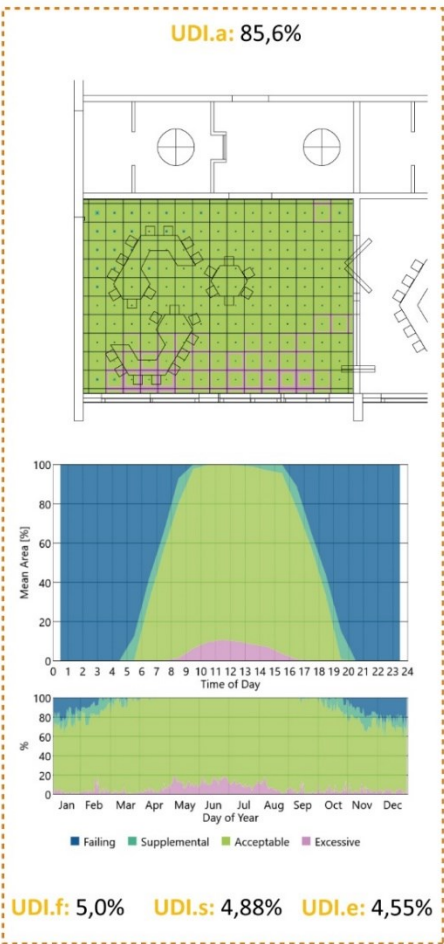 UDI.a: 85,6%
100
80
60
40
20
0
Mean Area [%]
0 1 2 3 4 5 6 7 8 9 10 11 12 13 14 15 16 17 18 19 20 21 22 23 24
Time of Day
100
80
60
40
20
0
%
Jan Feb Mar Apr May Jun Jul Aug Sep Oct Nov Dec
Day of Year
Failing Supplemental Acceptable Excessive
UDI.f: 5,0% UDI.s: 4,88% UDI.e: 4,55%